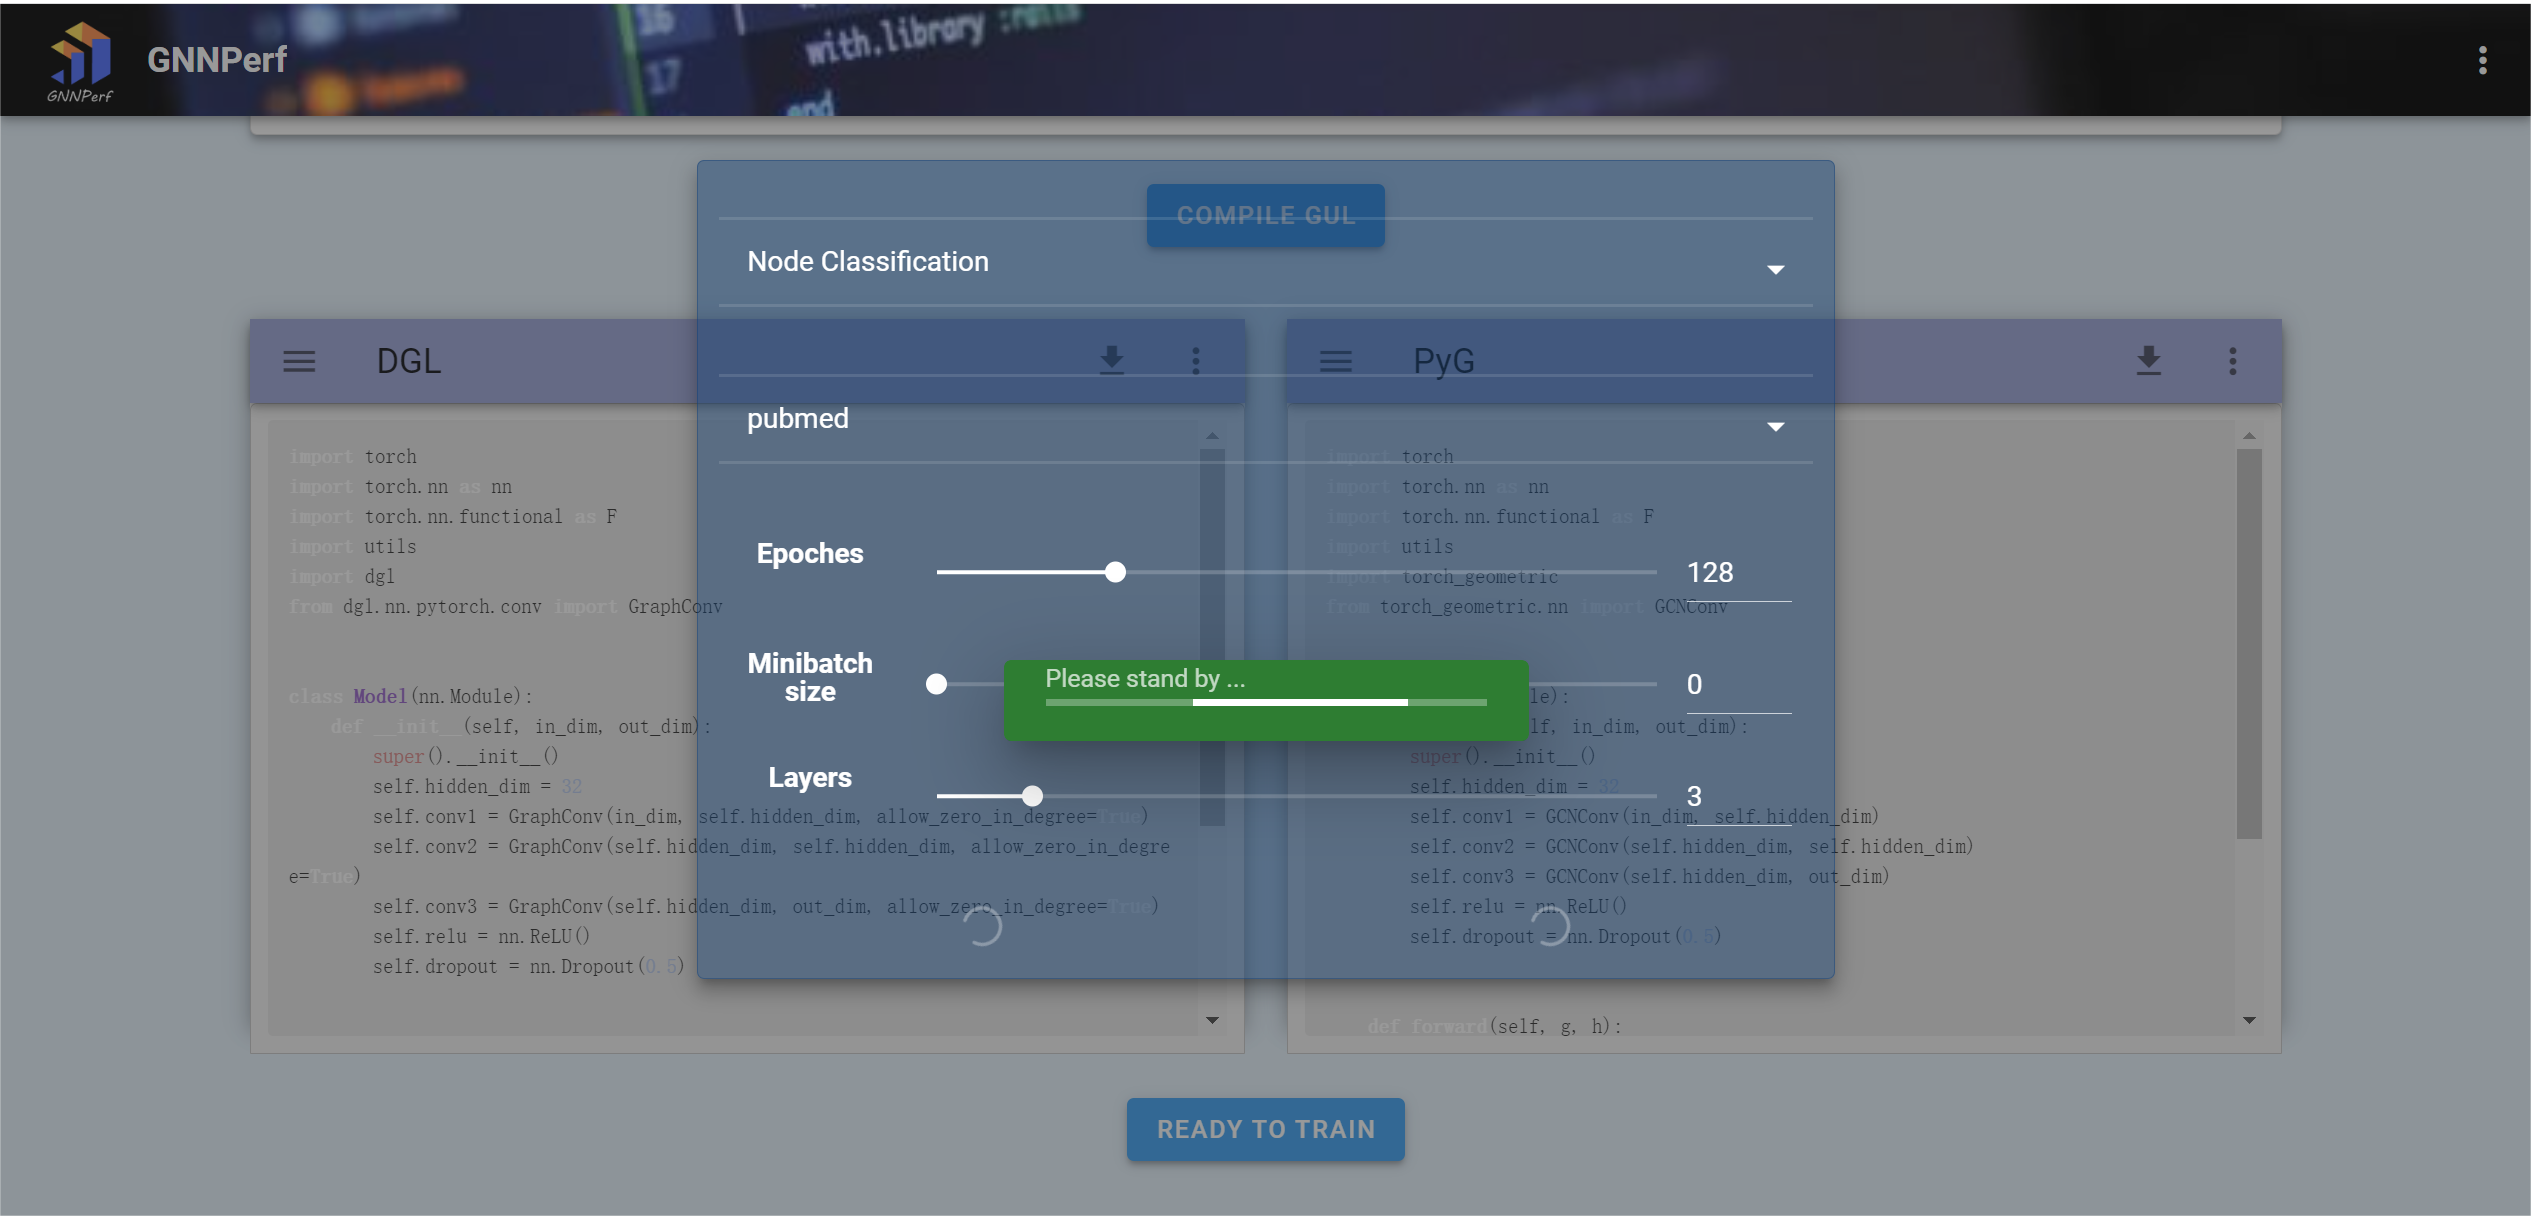 16
with.library :rails
17
end
GNNPerf
GNNPerf
COMPILE GUL
Node Classification
DGL
PyG
pubmed
import torch
import torch.nn as nn
import torch.nn.functional as F
import utils
import dgl
from dgl.nn.pytorch.conv import GraphConv
class Model(nn.Module):
def __init__(self, in_dim, out_dim):
super().__init__()
self.hidden_dim = 32
self.conv1 = GraphConv(in_dim, self.hidden_dim, allow_zero_in_degree=True)
self.conv2 = GraphConv(self.hidden_dim, self.hidden_dim, allow_zero_in_degre
e=True)
self.conv3 = GraphConv(self.hidden_dim, out_dim, allow_zero_in_degree=True)
self.relu = nn.ReLU()
self.dropout = nn.Dropout(0.5)
import torch
import torch.nn as nn
import torch.nn.functional as F
import utils
import torch_geometric
from torch_geometric.nn import GCNConv
le):
lf, in_dim, out_dim):
super().__init__()
self.hidden_dim = 32
self.conv1 = GCNConv(in_dim, self.hidden_dim)
self.conv2 = GCNConv(self.hidden_dim, self.hidden_dim)
self.conv3 = GCNConv(self.hidden_dim, out_dim)
self.relu = nn.ReLU()
self.dropout = nn.Dropout(0.5)
def forward(self, g, h):
Epoches
128
Minibatch
size
0
Please stand by ...
Layers
3
READY TO TRAIN